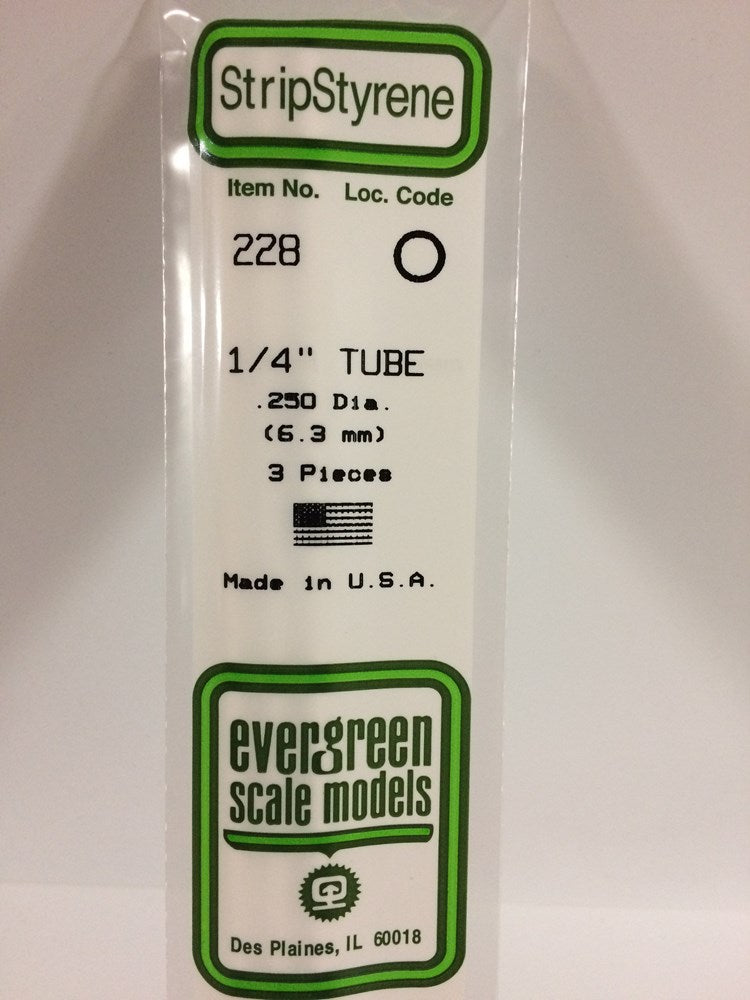 StripStyrene
Item No. Loc. Code
228
1/4" TUBE
.250 Dia.
(6.3 mm)
3 Pieces
Made in U.S.A.
evergreen
scale models
Des Plaines, IL 60018